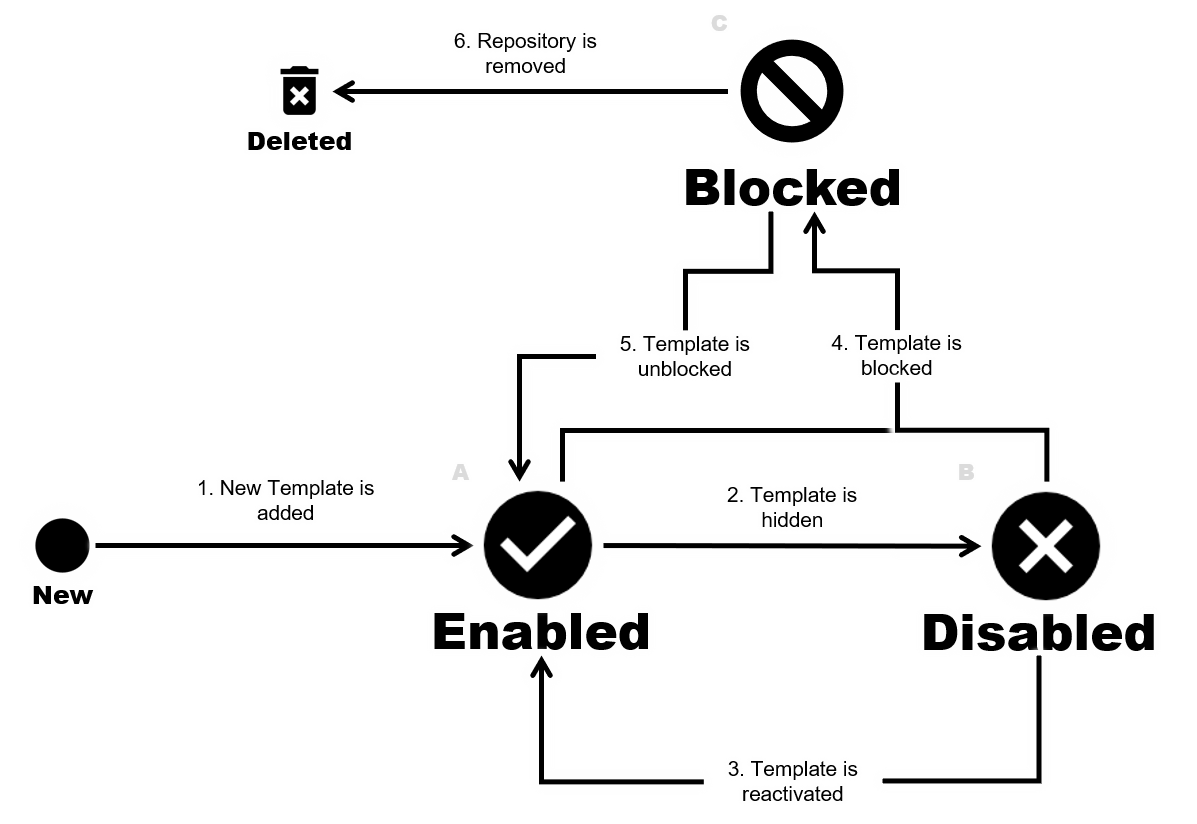 C
6. Repository is
removed
Deleted
Blocked
5. Template is
unblocked
4. Template is
blocked
A
B
1. New Template is
added
2. Template is
hidden
New
Enabled
Disabled
3. Template is
reactivated